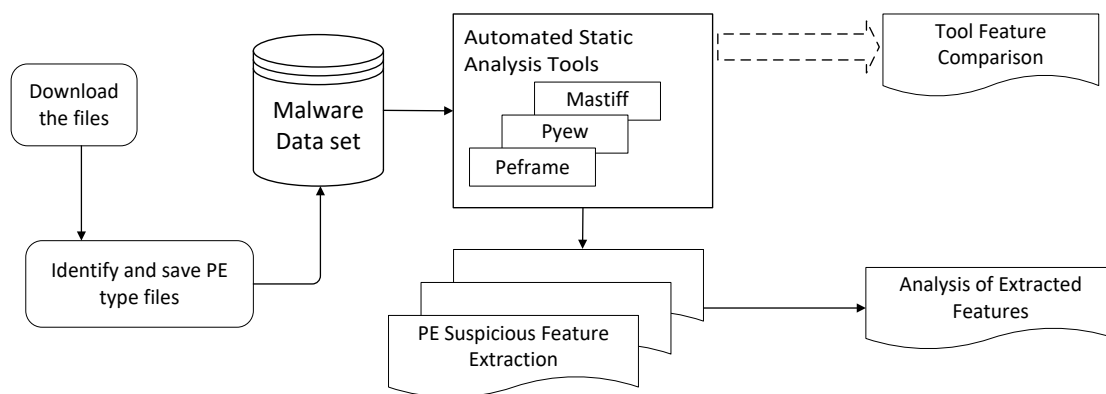 Download
the files
Identify and save PE
type files
Malware
Data set
Automated Static
Analysis Tools
Mastiff
Pyew
Peframe
Tool Feature
Comparison
PE Suspicious Feature
Extraction
Analysis of Extracted
Features